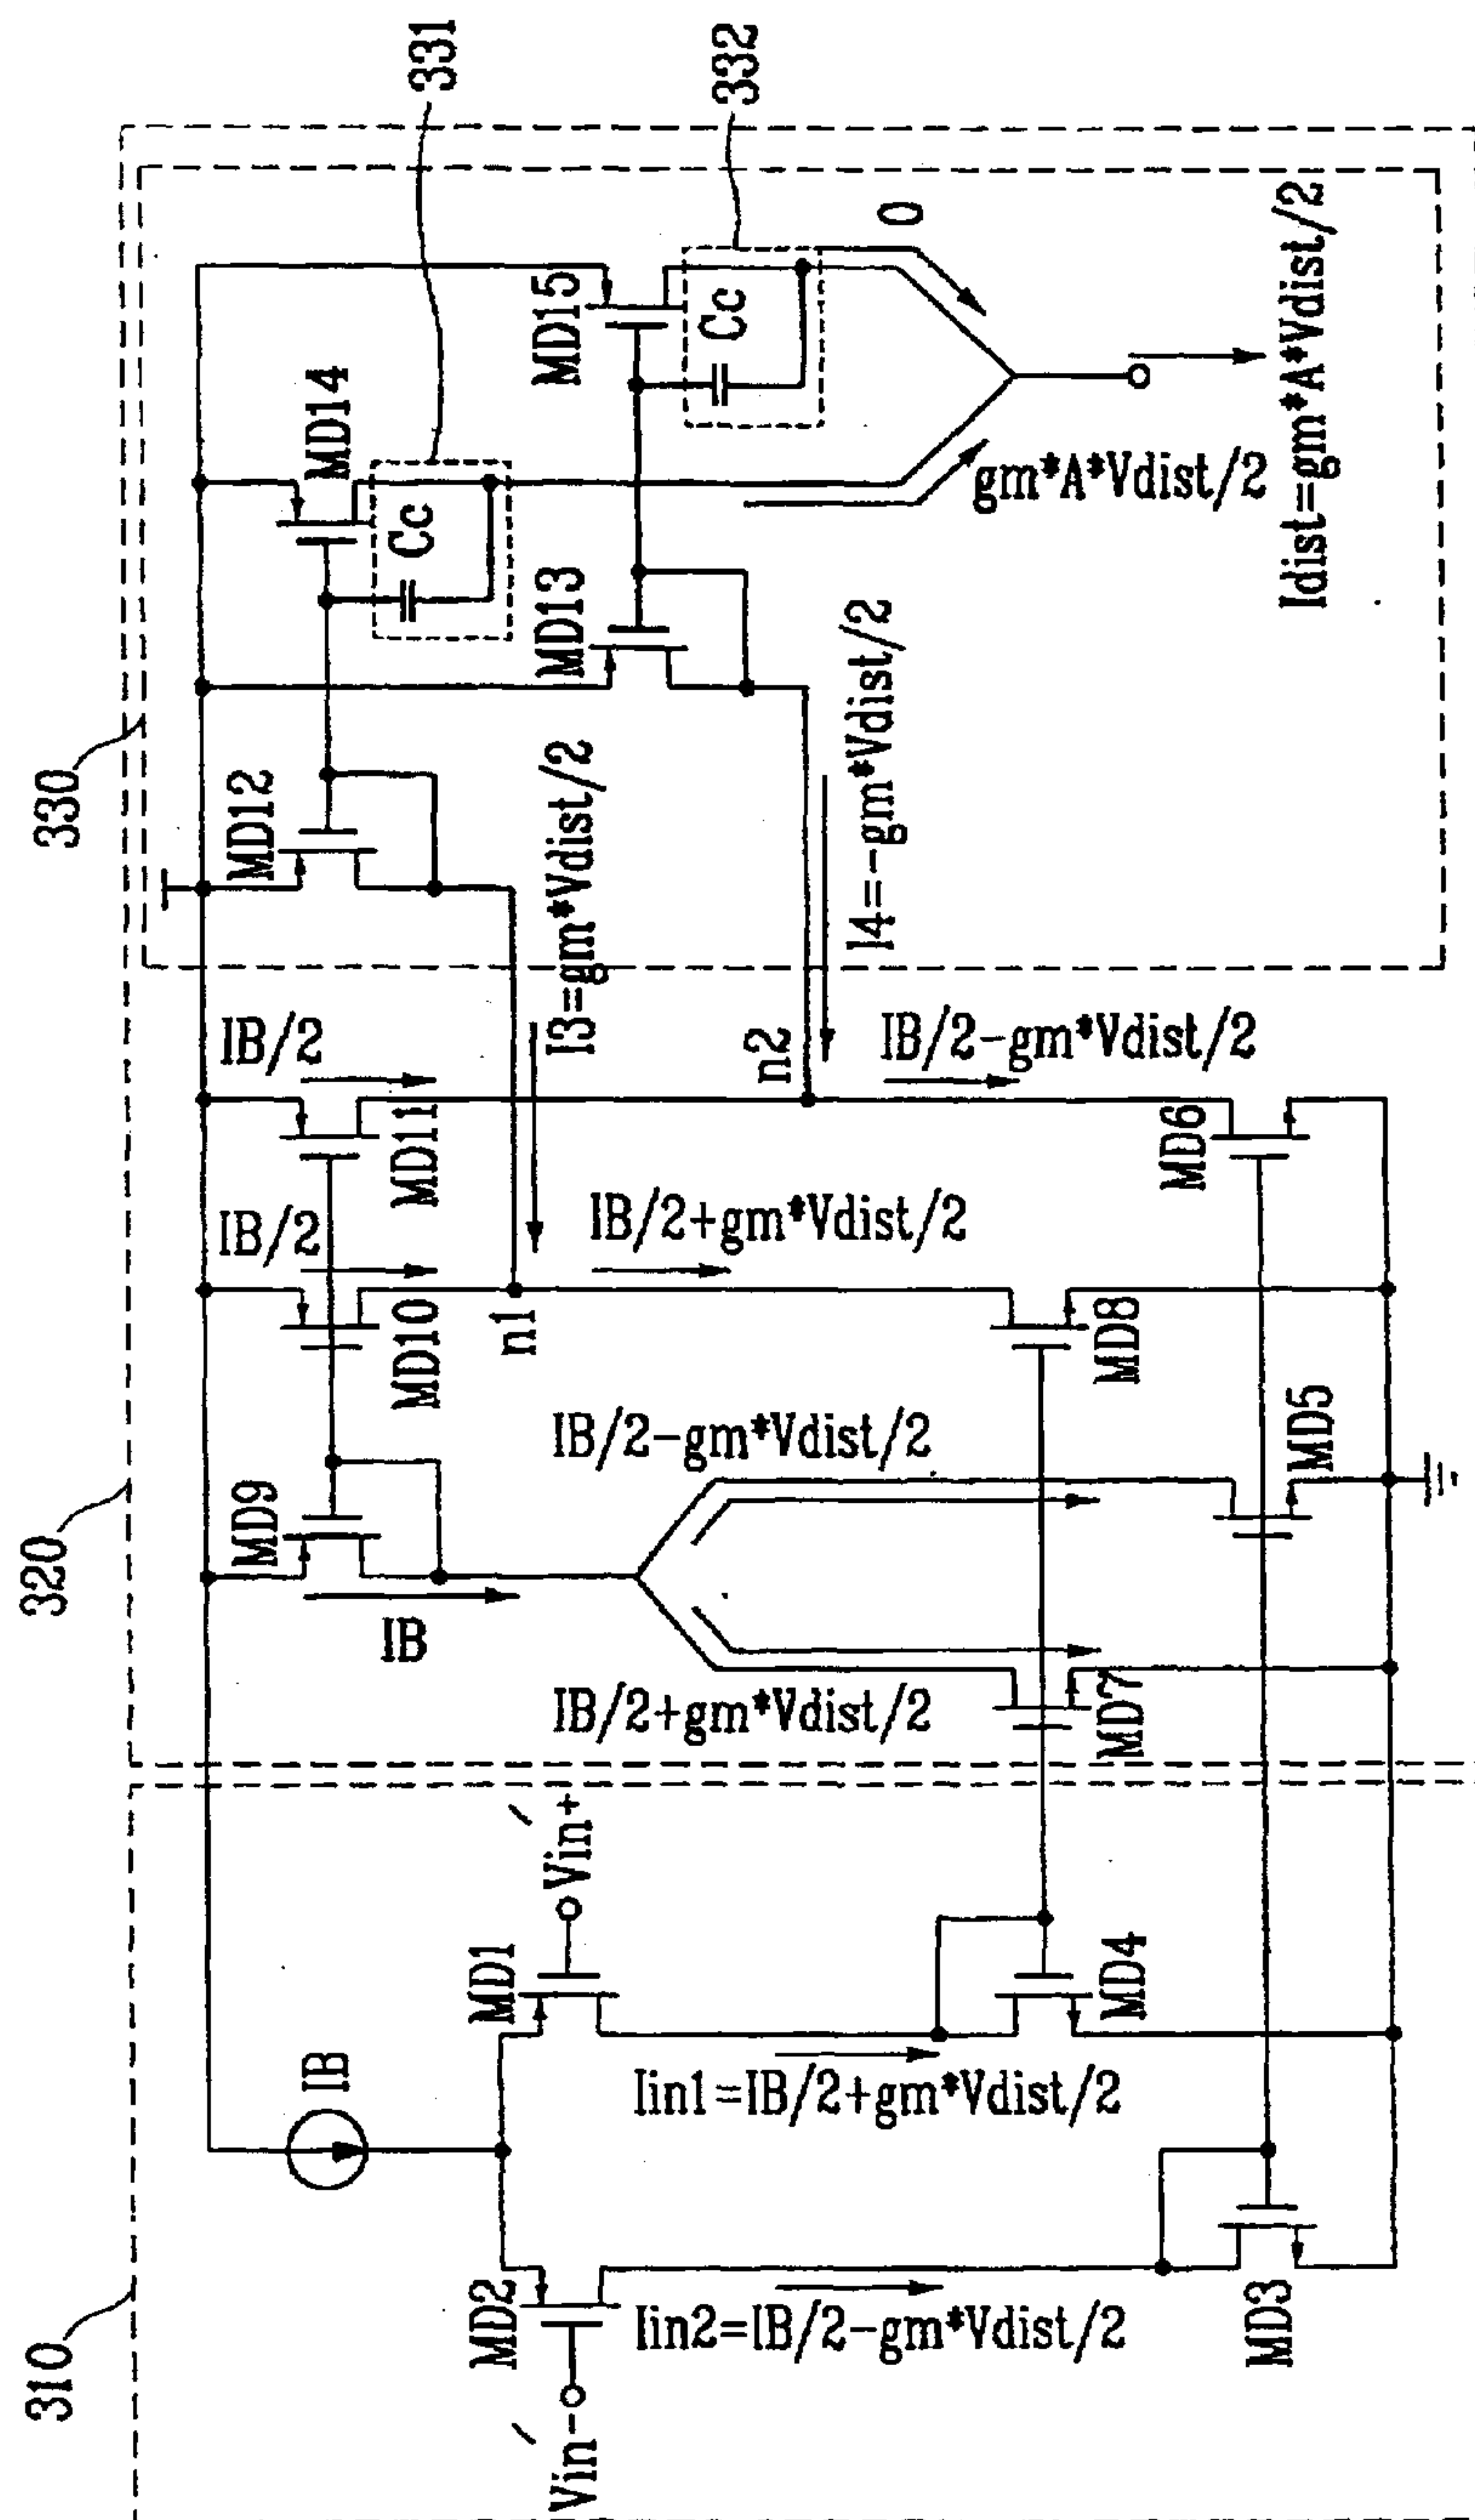 310
320
330
331
332
IB
MD2
Vin'-
MD1
Vin'+
Iin1=IB/2+gm*Vdist/2
Iin2=IB/2-gm*Vdist/2
MD4
MD3
MD9
IB
IB/2+gm*Vdist/2
IB/2-gm*Vdist/2
MD7
MD5
IB/2
IB/2
MD10
MD11
n1
IB/2+gm*Vdist/2
MD8
n2
IB/2-gm*Vdist/2
MD6
MD12
I3=gm*Vdist/2
I4=-gm*Vdist/2
MD13
MD14
Cc
MD15
Cc
gm*A*Vdist/2
0
Idist=gm*A*Vdist/2